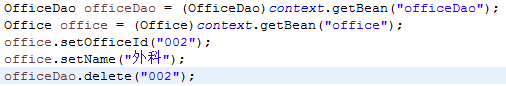 OfficeDao officeDao = (OfficeDao)context.getBean("officeDao");
Office office = (Office)context.getBean("office");
office.setOfficeId("002");
office.setName("外科");
officeDao.delete("002");